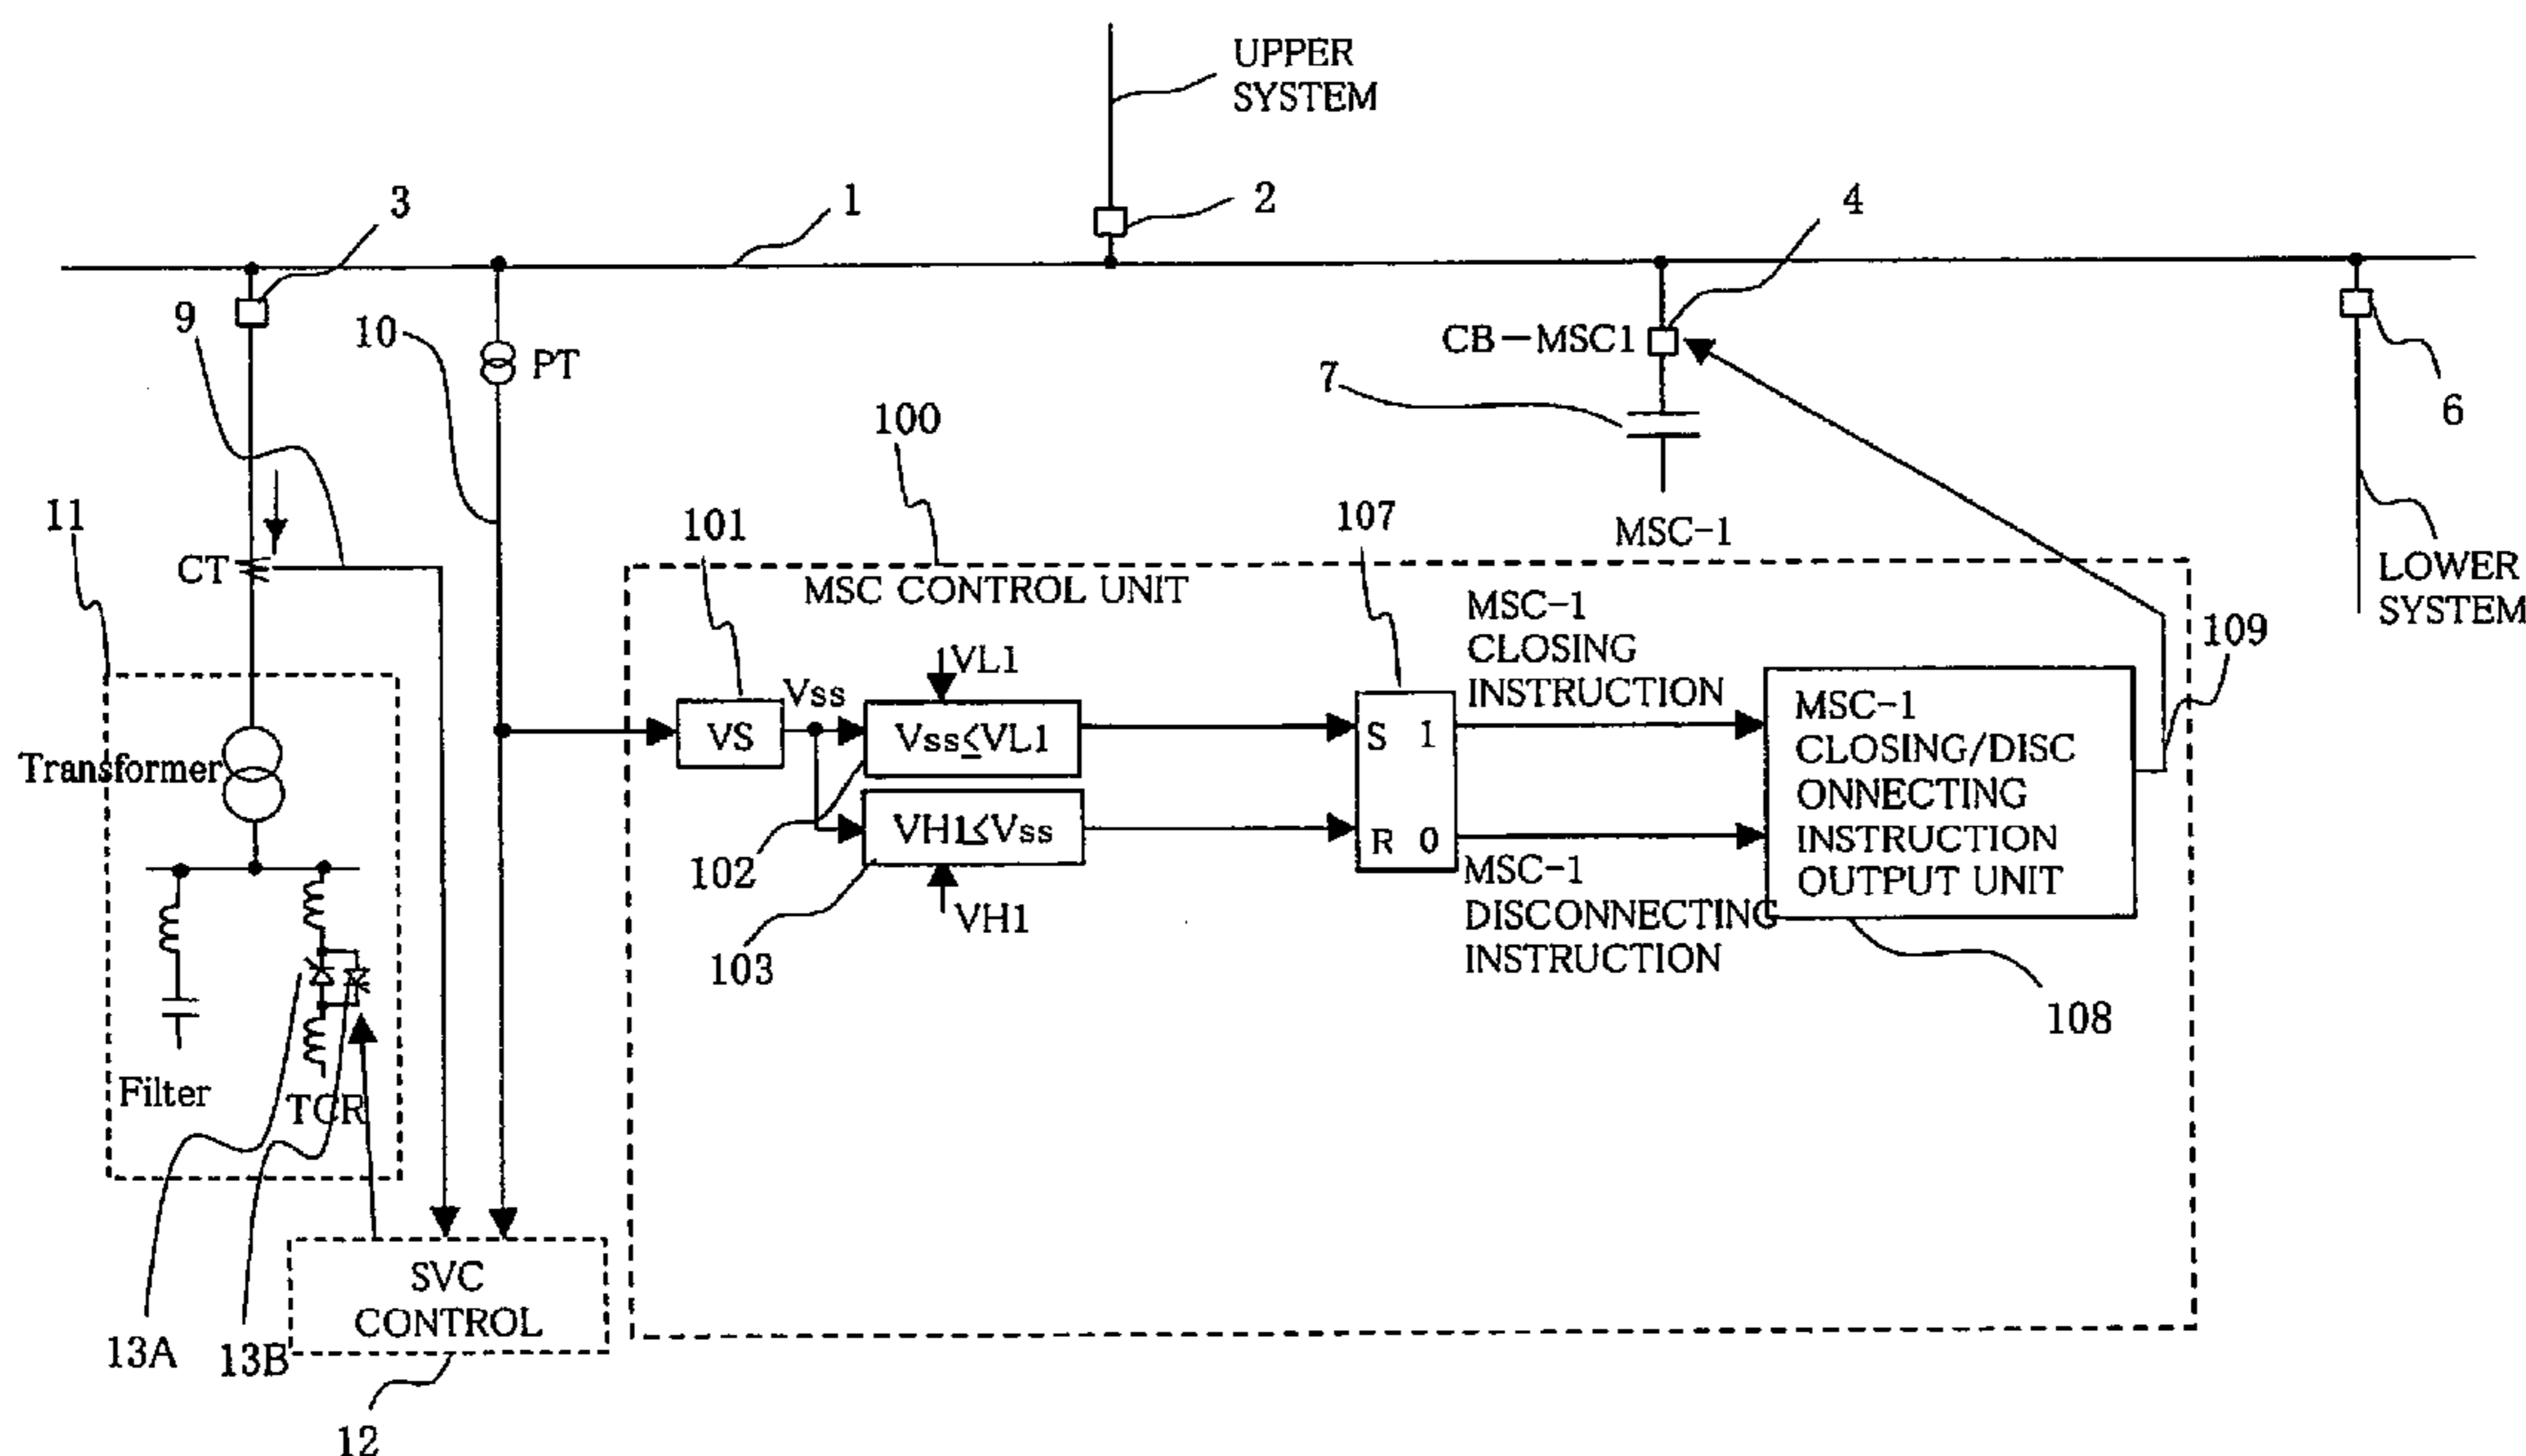 UPPER
SYSTEM
3
1
2
4
9
10
PT
CB-MSC1
7
6
100
11
CT
101
107
MSC-1
LOWER
SYSTEM
MSC CONTROL UNIT
MSC-1
CLOSING
INSTRUCTION
109
VL1
Vss
VS
Vss≤VL1
S 1
MSC-1
CLOSING/DISC
ONNECTING
INSTRUCTION
OUTPUT UNIT
Transformer
VH1≤Vss
R 0
102
MSC-1
DISCONNECTING
INSTRUCTION
VH1
103
108
Filter
TCR
SVC
CONTROL
13A
13B
12